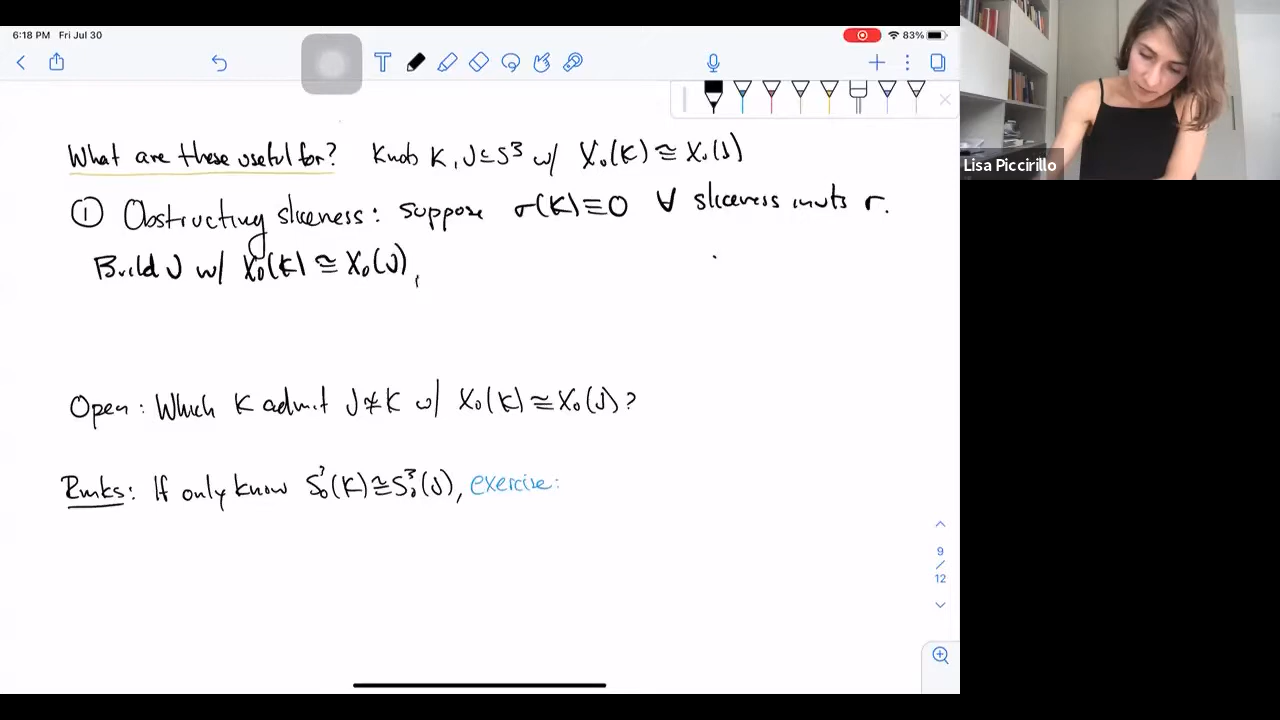 6:18 PM Fri Jul 30
83%
T
What are these useful for? Knots K, J ⊆ S³ w/ X₀(K) ≅ X₀(J)
① Obstructing sliceness: suppose σ(K)≡0 ∀ sliceness invts σ.
Build J w/ X₀(K) ≅ X₀(J),
Open: Which K admit J≄K w/ X₀(K) ≅ X₀(J)?
Rmks: If only know S³₀(K)≅S³₀(J), exercise:
9
/
12
Lisa Piccirillo